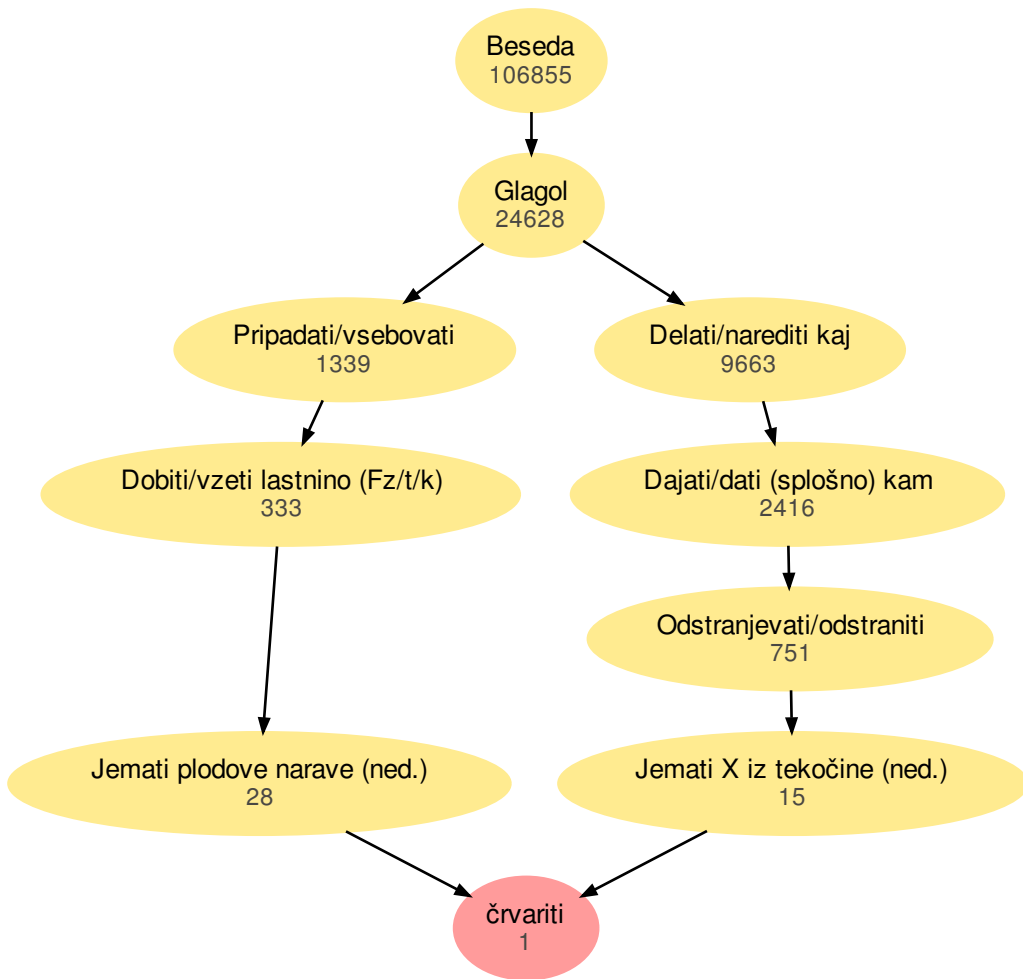 Beseda
106855
Glagol
24628
Pripadati/vsebovati
1339
Delati/narediti kaj
9663
Dobiti/vzeti lastnino (Fz/t/k)
333
Dajati/dati (splošno) kam
2416
Odstranjevati/odstraniti
751
Jemati plodove narave (ned.)
28
Jemati X iz tekočine (ned.)
15
črvariti
1